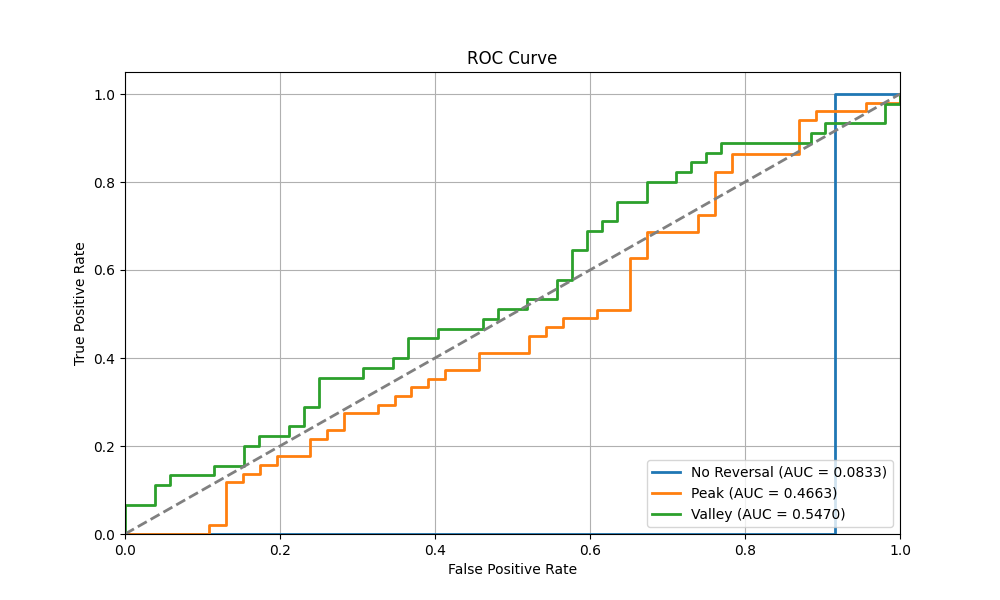 ROC Curve
True Positive Rate
1.0
0.8
0.6
0.4
0.2
0.0
0.0 0.2 0.4 0.6 0.8 1.0
False Positive Rate
No Reversal (AUC = 0.0833)
Peak (AUC = 0.4663)
Valley (AUC = 0.5470)